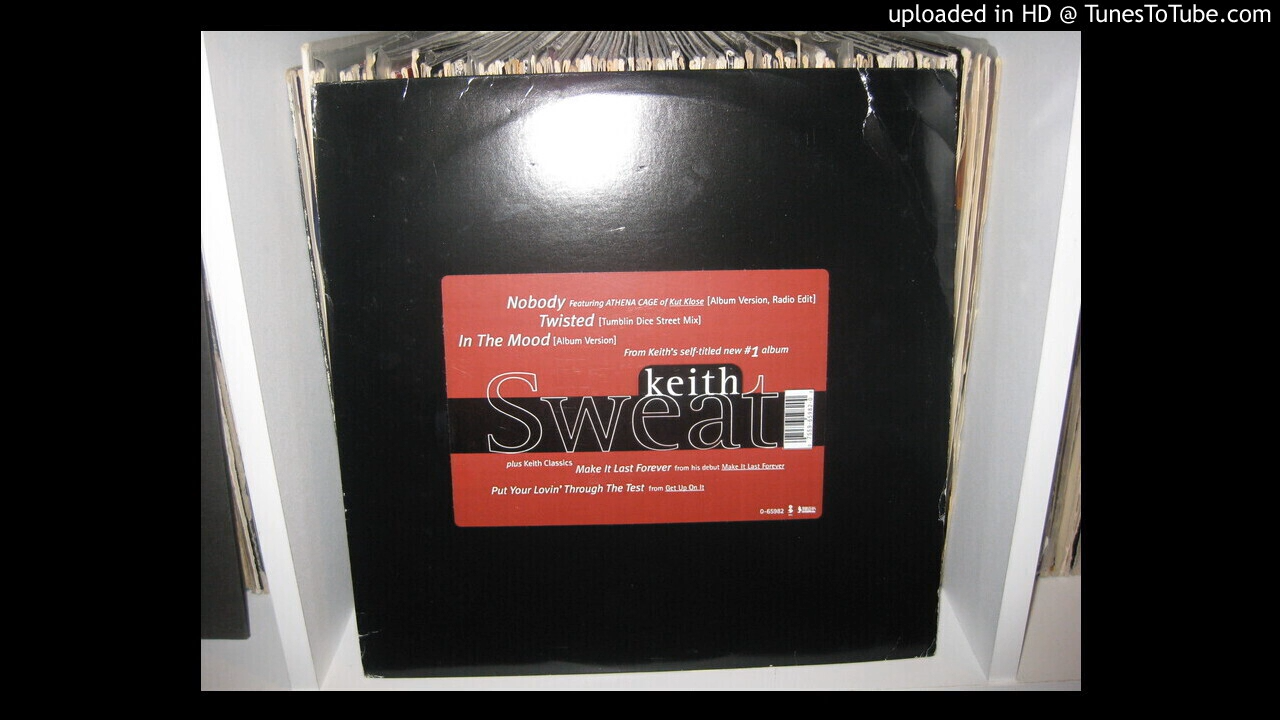 uploaded in HD @ TunesToTube.com
Nobody Featuring ATHENA CAGE of Kut Klose [Album Version, Radio Edit]
Twisted [Tumblin Dice Street Mix]
In The Mood [Album Version]
From Keith's self-titled new #1 album
keith
Sweat
plus Keith Classics Make It Last Forever from his debut Make It Last Forever
Put Your Lovin' Through The Test from Get Up On It
0-65982